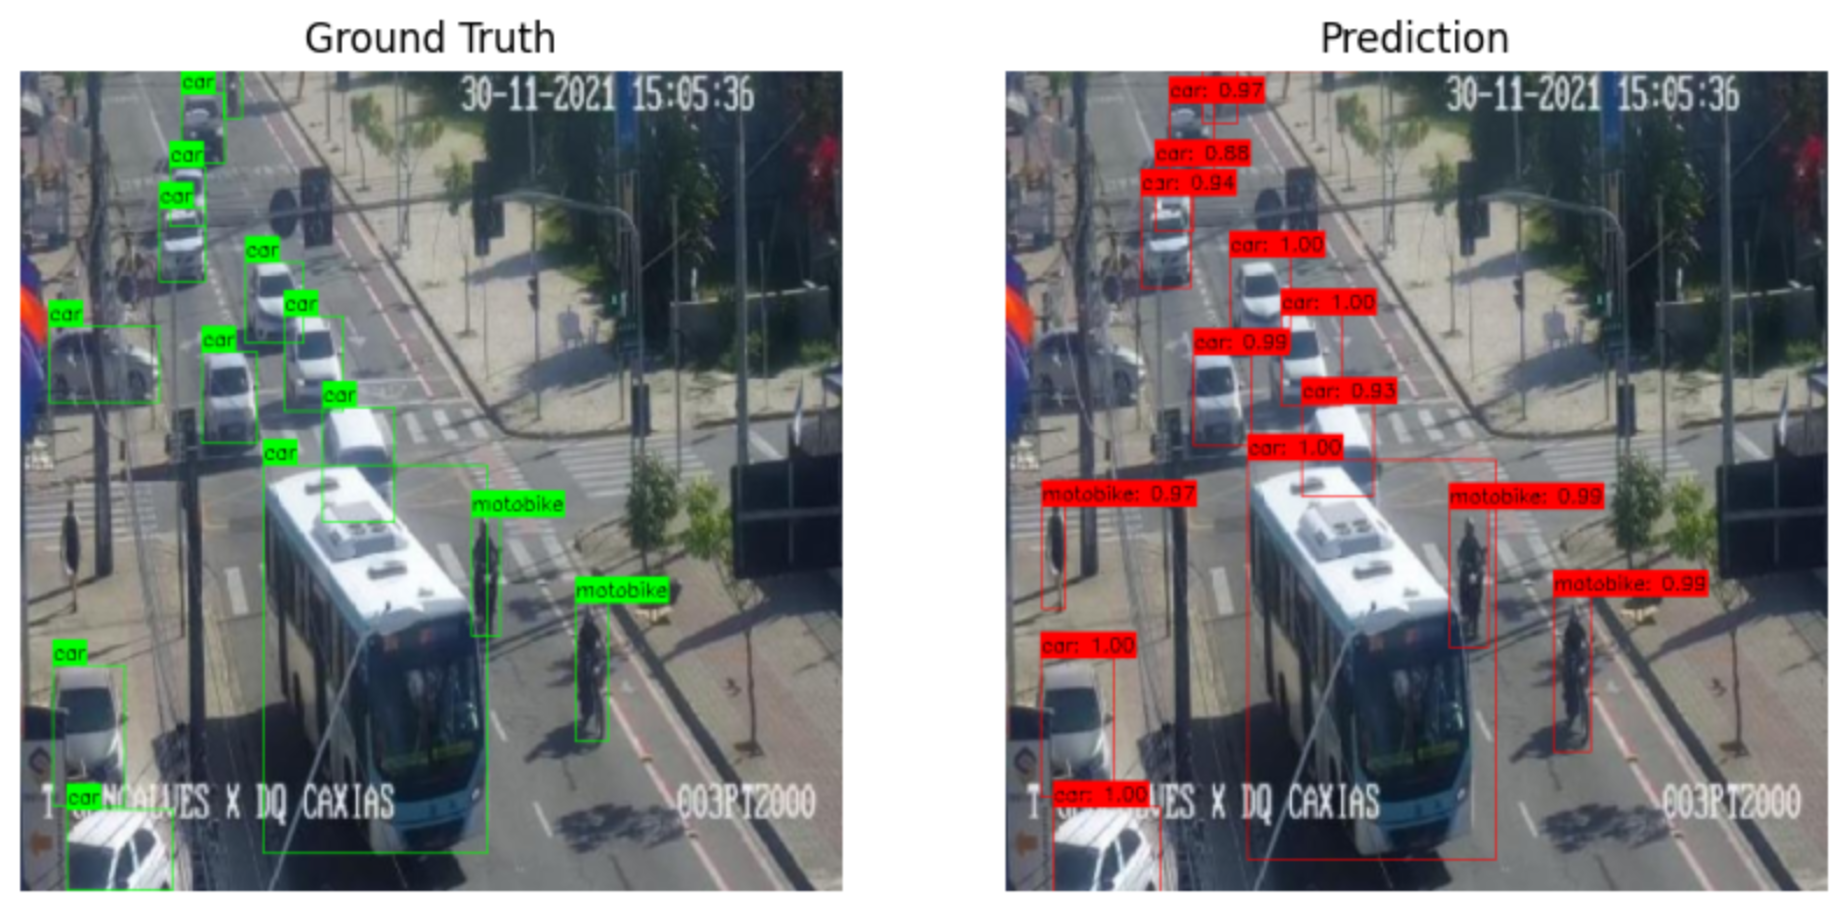 Ground Truth
Prediction
car
30-11-2021 15:05:36
car
car
car
car
car
car
car
car
motobike
motobike
car
car
T GONCALVES X DQ CAXIAS
003PT2000
car: 0.97
30-11-2021 15:05:36
car: 0.88
car: 0.94
car: 1.00
car: 1.00
car: 0.99
car: 0.93
car: 1.00
motobike: 0.97
motobike: 0.99
motobike: 0.99
car: 1.00
car: 1.00
T G VES X DQ CAXIAS
003PT2000